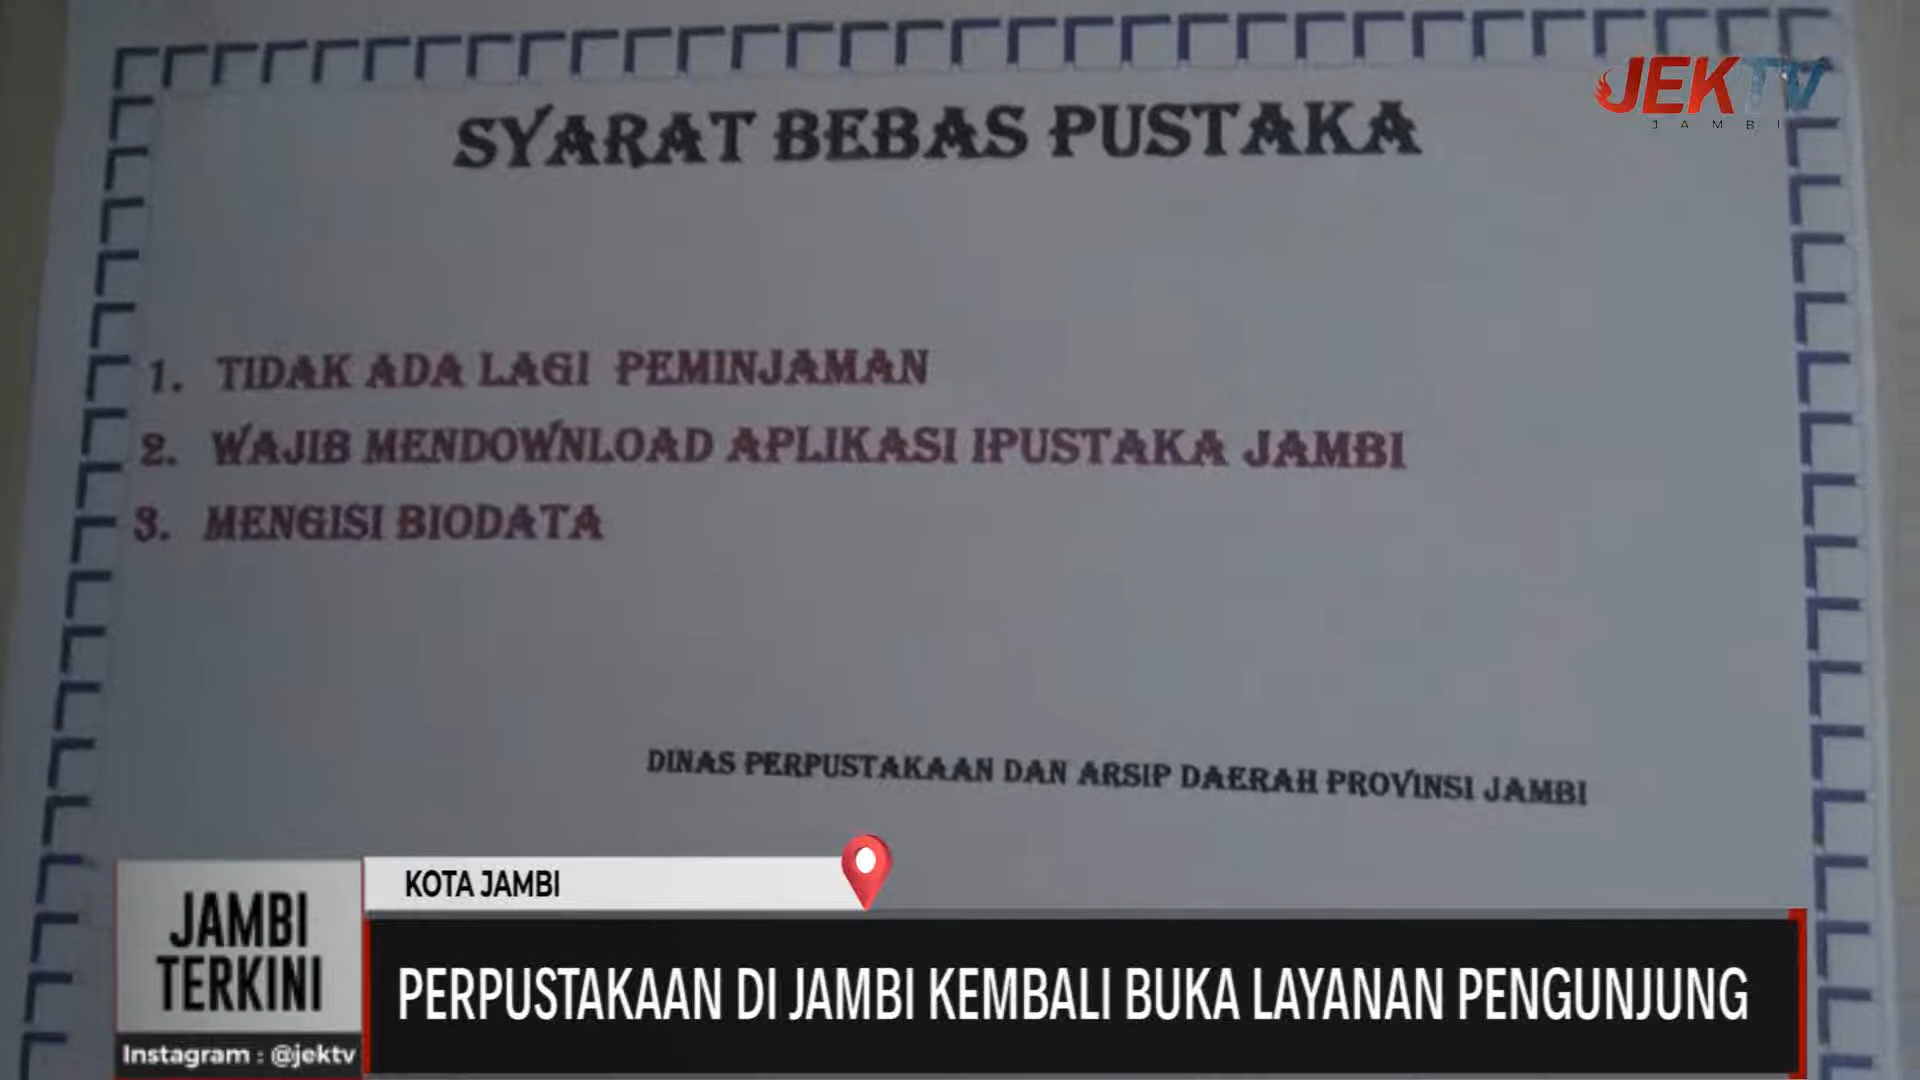 JEKTV
JAMBI
SYARAT BEBAS PUSTAKA
1. TIDAK ADA LAGI PEMINJAMAN
2. WAJIB MENDOWNLOAD APLIKASI IPUSTAKA JAMBI
3. MENGISI BIODATA
DINAS PERPUSTAKAAN DAN ARSIP DAERAH PROVINSI JAMBI
KOTA JAMBI
JAMBI
TERKINI
PERPUSTAKAAN DI JAMBI KEMBALI BUKA LAYANAN PENGUNJUNG
Instagram : @jektv